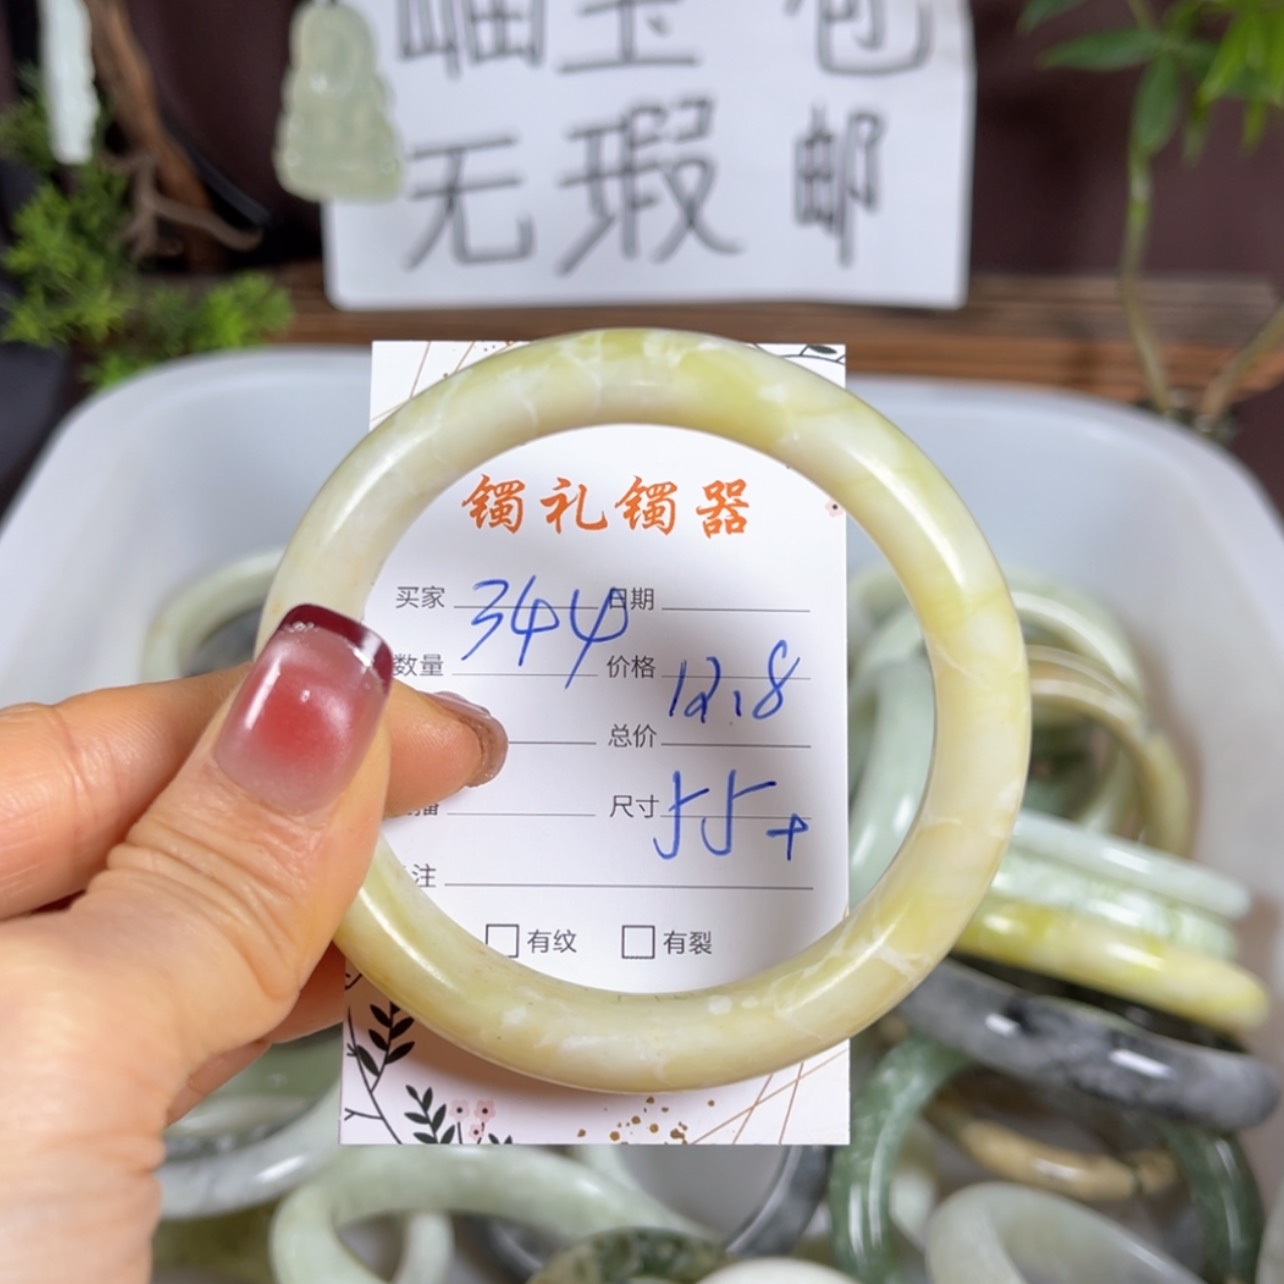 岫玉 包
无瑕 邮
镯礼镯器
买家 344 日期
数量 价格 12.8
总价
播 尺寸 55+
注
有纹 有裂